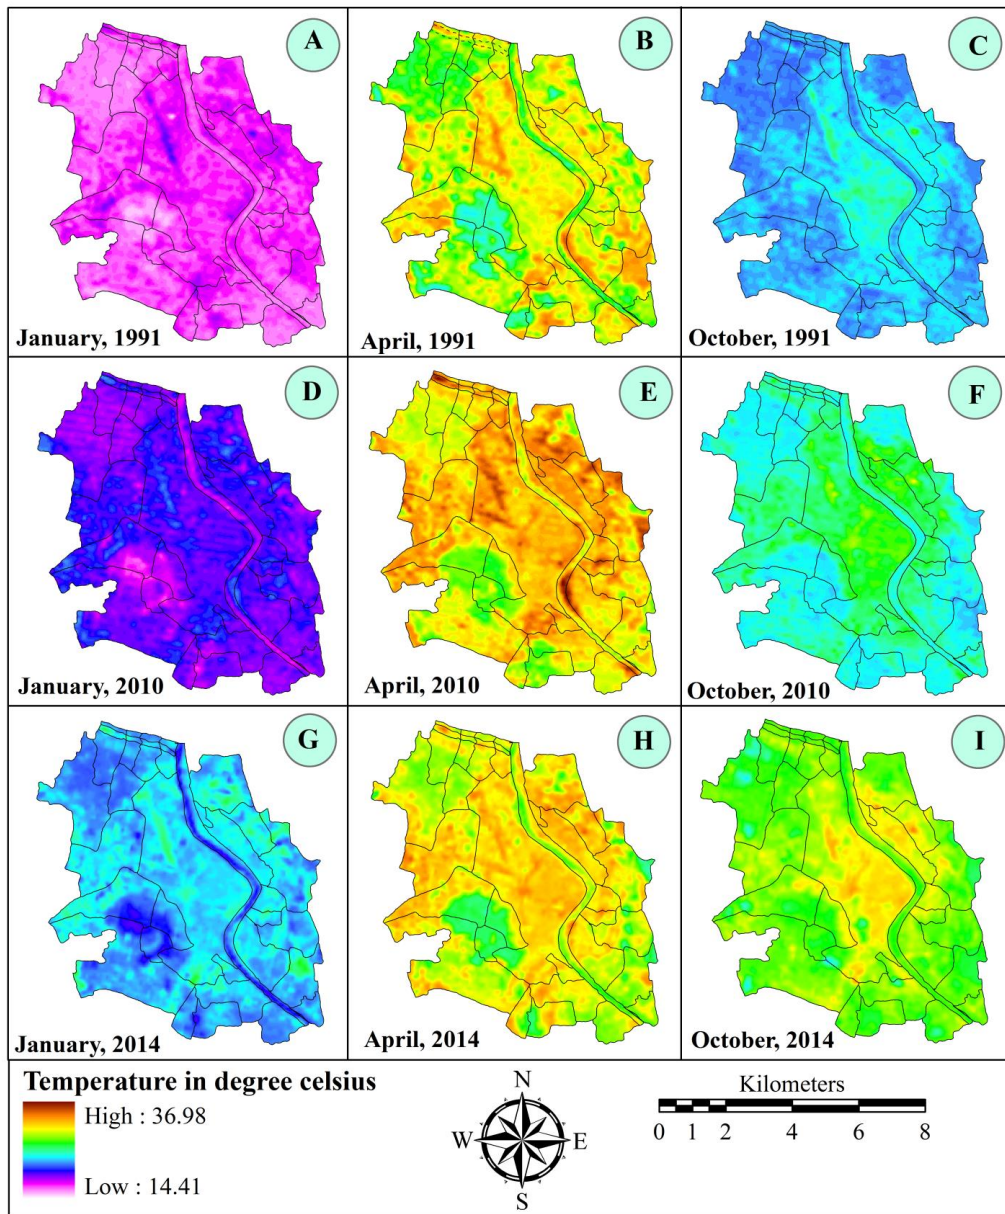 A
B
C
January, 1991
April, 1991
October, 1991
D
E
F
January, 2010
April, 2010
October, 2010
G
H
I
January, 2014
April, 2014
October, 2014
Temperature in degree celsius
High : 36.98
Low : 14.41
N
W E
S
Kilometers
0 1 2 4 6 8